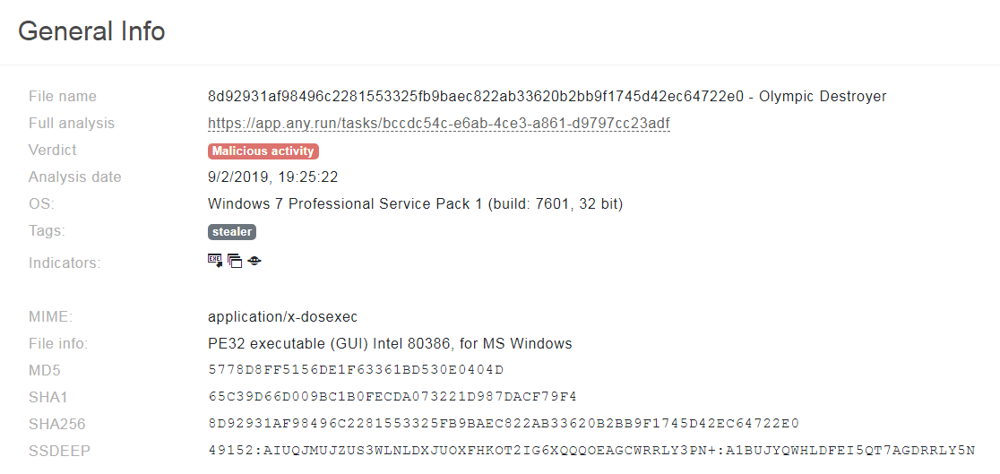 General Info
File name 8d92931af98496c2281553325fb9baec822ab33620b2bb9f1745d42ec64722e0 - Olympic Destroyer
Full analysis https://app.any.run/tasks/bccdc54c-e6ab-4ce3-a861-d9797cc23adf
Verdict Malicious activity
Analysis date 9/2/2019, 19:25:22
OS: Windows 7 Professional Service Pack 1 (build: 7601, 32 bit)
Tags: stealer
Indicators: EXE
MIME: application/x-dosexec
File info: PE32 executable (GUI) Intel 80386, for MS Windows
MD5 5778D8FF5156DE1F63361BD530E0404D
SHA1 65C39D66D009BC1B0FECDA073221D987DACF79F4
SHA256 8D92931AF98496C2281553325FB9BAEC822AB33620B2BB9F1745D42EC64722E0
SSDEEP 49152:AIUQJMUJZUS3WLNLDXJUOXFHKOT2IG6XQQQOEAGCWRRLY3PN+:A1BUJYQWHLDFEI5QT7AGDRRLY5N